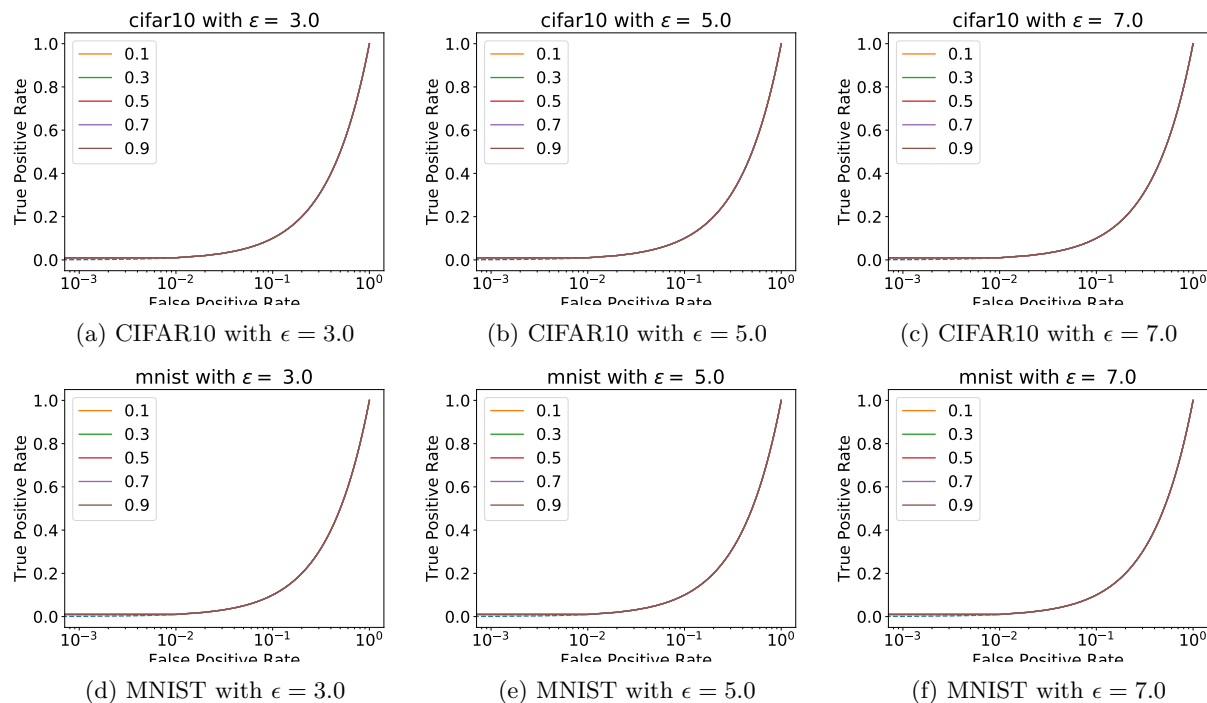 cifar10 with ε = 3.0
True Positive Rate
1.0
0.8
0.6
0.4
0.2
0.0
0.1
0.3
0.5
0.7
0.9
10⁻³ 10⁻² 10⁻¹ 10⁰
False Positive Rate
(a) CIFAR10 with ϵ = 3.0
cifar10 with ε = 5.0
True Positive Rate
1.0
0.8
0.6
0.4
0.2
0.0
0.1
0.3
0.5
0.7
0.9
10⁻³ 10⁻² 10⁻¹ 10⁰
False Positive Rate
(b) CIFAR10 with ϵ = 5.0
cifar10 with ε = 7.0
True Positive Rate
1.0
0.8
0.6
0.4
0.2
0.0
0.1
0.3
0.5
0.7
0.9
10⁻³ 10⁻² 10⁻¹ 10⁰
False Positive Rate
(c) CIFAR10 with ϵ = 7.0
mnist with ε = 3.0
True Positive Rate
1.0
0.8
0.6
0.4
0.2
0.0
0.1
0.3
0.5
0.7
0.9
10⁻³ 10⁻² 10⁻¹ 10⁰
False Positive Rate
(d) MNIST with ϵ = 3.0
mnist with ε = 5.0
True Positive Rate
1.0
0.8
0.6
0.4
0.2
0.0
0.1
0.3
0.5
0.7
0.9
10⁻³ 10⁻² 10⁻¹ 10⁰
False Positive Rate
(e) MNIST with ϵ = 5.0
mnist with ε = 7.0
True Positive Rate
1.0
0.8
0.6
0.4
0.2
0.0
0.1
0.3
0.5
0.7
0.9
10⁻³ 10⁻² 10⁻¹ 10⁰
False Positive Rate
(f) MNIST with ϵ = 7.0